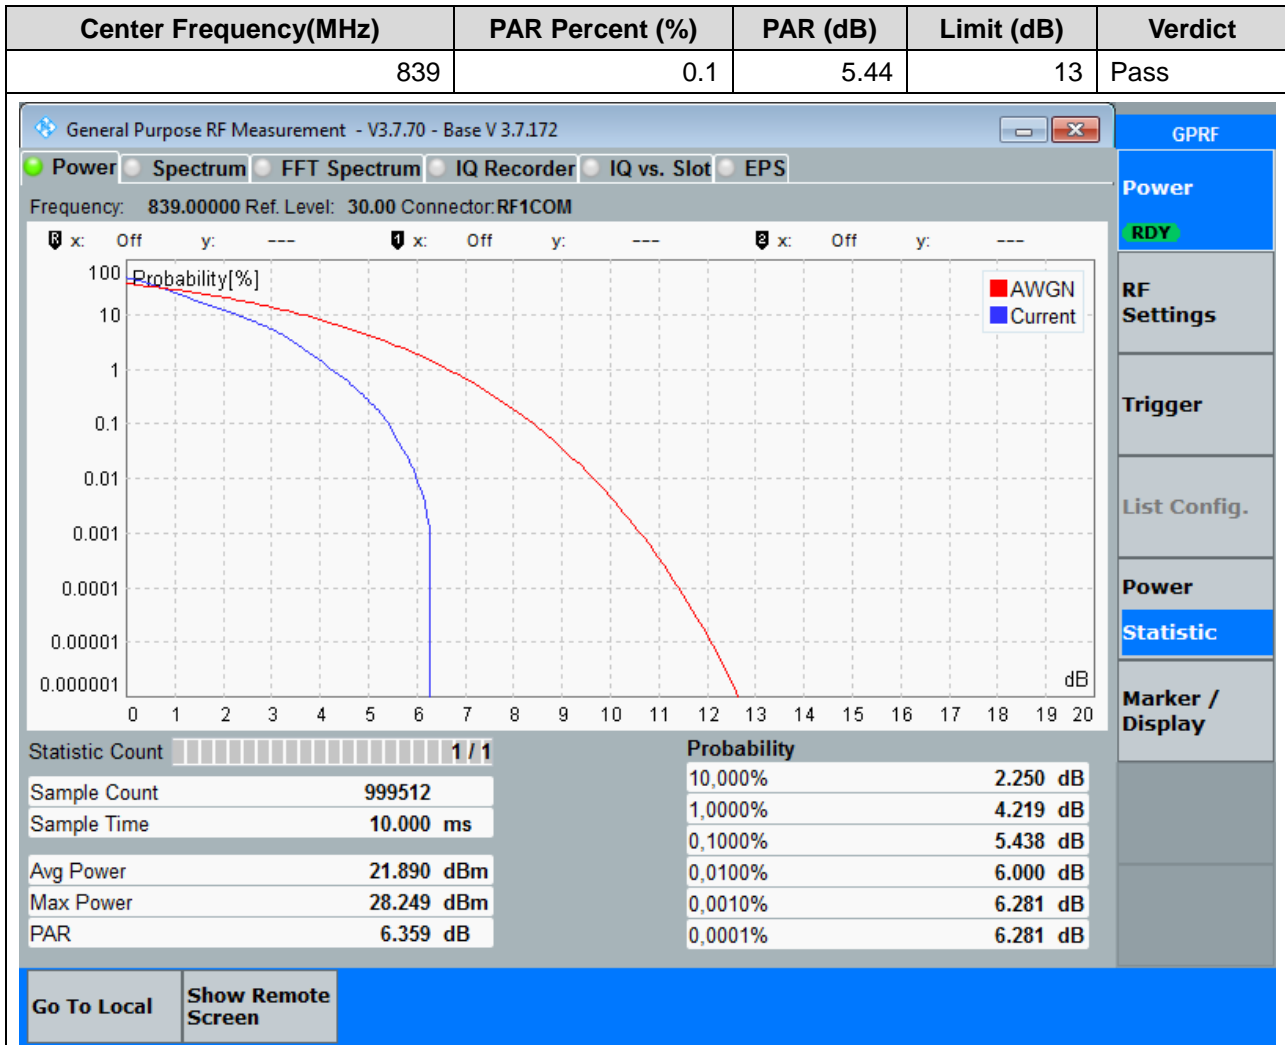 Center Frequency(MHz) PAR Percent (%) PAR (dB) Limit (dB) Verdict
839 0.1 5.44 13 Pass
General Purpose RF Measurement - V3.7.70 - Base V 3.7.172
GPRF
Power Spectrum FFT Spectrum IQ Recorder IQ vs. Slot EPS
Power
RDY
Frequency: 839.00000 Ref. Level: 30.00 Connector: RF1COM
R x: Off y: --- 1 x: Off y: --- 2 x: Off y: ---
Probability[%]
AWGN
Current
100
10
1
0.1
0.01
0.001
0.0001
0.00001
0.000001
dB
0 1 2 3 4 5 6 7 8 9 10 11 12 13 14 15 16 17 18 19 20
RF
Settings
Trigger
List Config.
Power
Statistic
Marker /
Display
Statistic Count 1 / 1
Sample Count 999512
Sample Time 10.000 ms
Avg Power 21.890 dBm
Max Power 28.249 dBm
PAR 6.359 dB
Probability
10,000% 2.250 dB
1,0000% 4.219 dB
0,1000% 5.438 dB
0,0100% 6.000 dB
0,0010% 6.281 dB
0,0001% 6.281 dB
Go To Local
Show Remote
Screen